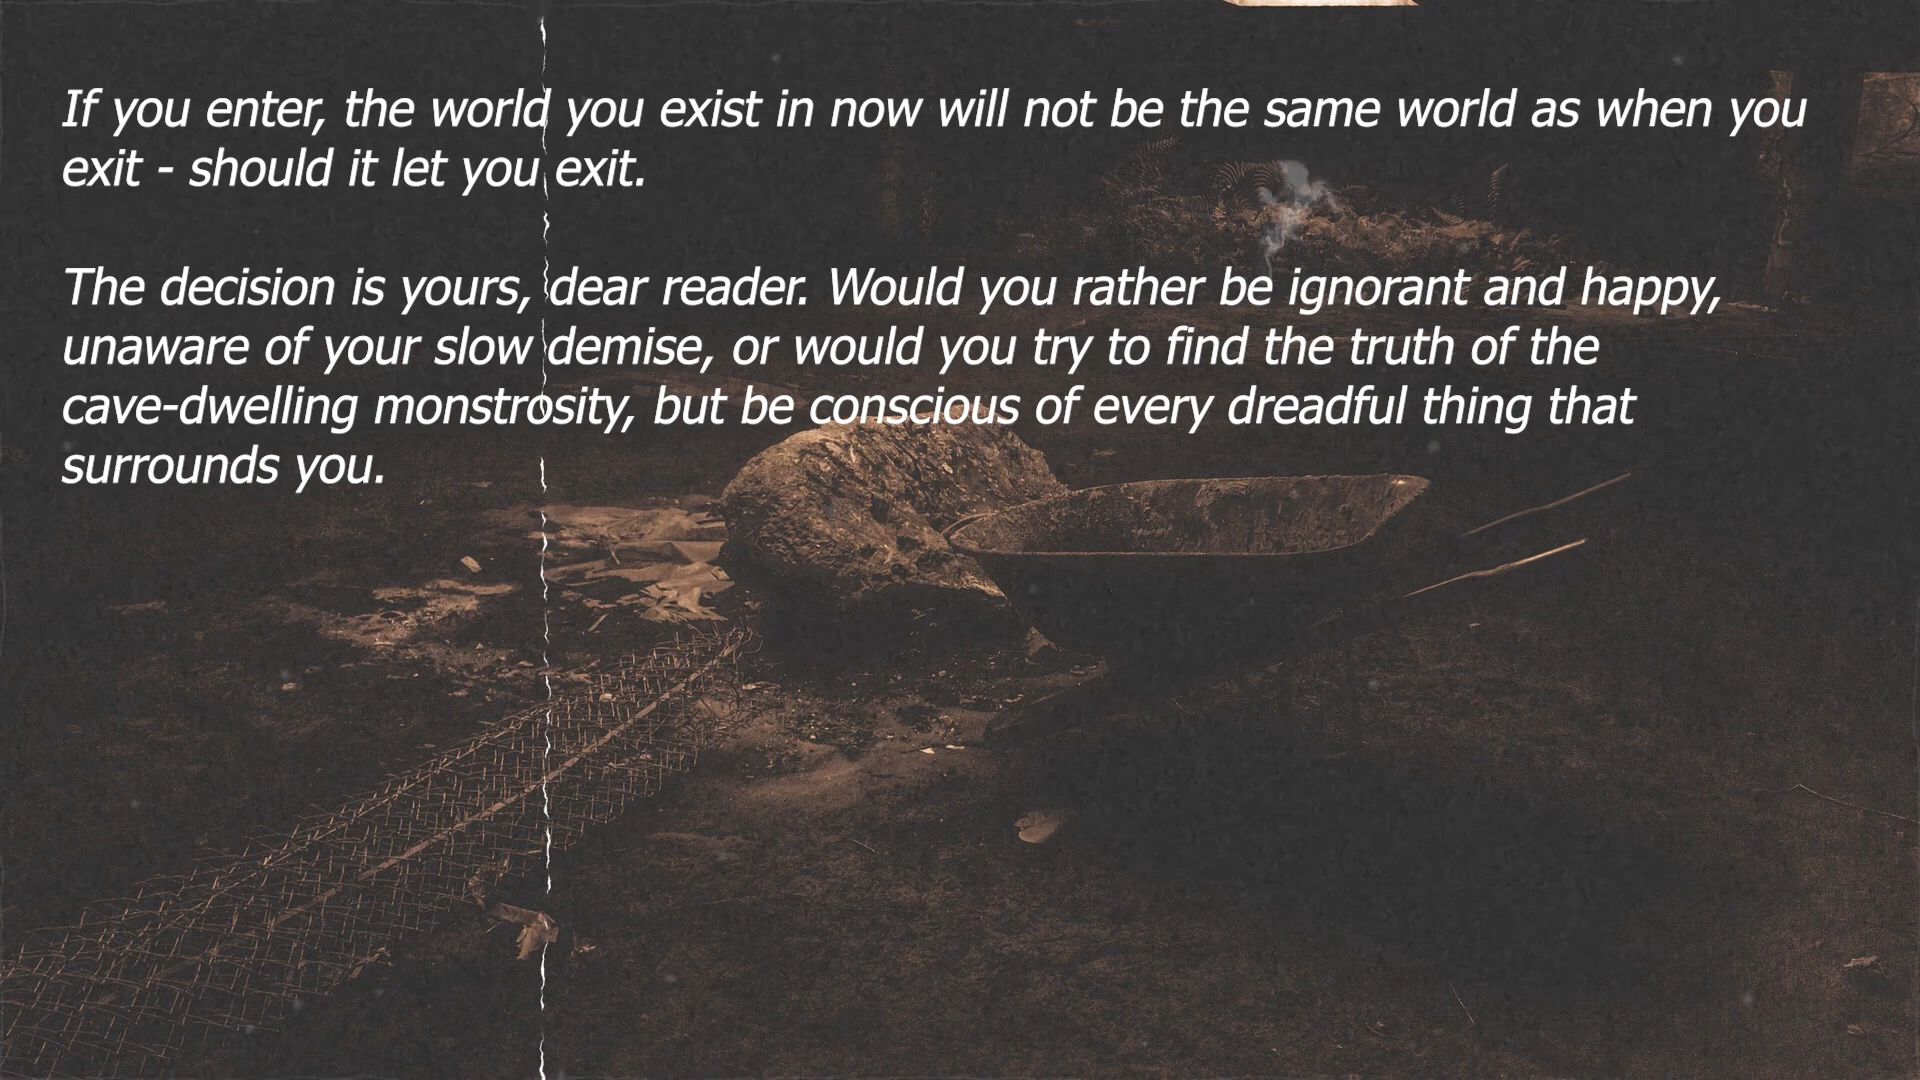 If you enter, the world you exist in now will not be the same world as when you
exit - should it let you exit.
The decision is yours, dear reader. Would you rather be ignorant and happy,
unaware of your slow demise, or would you try to find the truth of the
cave-dwelling monstrosity, but be conscious of every dreadful thing that
surrounds you.